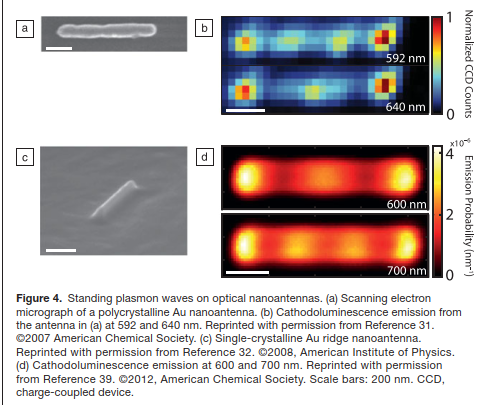 a
b
592 nm
640 nm
1
0
Normalized CCD Counts
c
d
600 nm
700 nm
x10⁻⁶
4
2
0
Emission Probability (nm⁻¹)
Figure 4. Standing plasmon waves on optical nanoantennas. (a) Scanning electron
micrograph of a polycrystalline Au nanoantenna. (b) Cathodoluminescence emission from
the antenna in (a) at 592 and 640 nm. Reprinted with permission from Reference 31.
©2007 American Chemical Society. (c) Single-crystalline Au ridge nanoantenna.
Reprinted with permission from Reference 32. ©2008, American Institute of Physics.
(d) Cathodoluminescence emission at 600 and 700 nm. Reprinted with permission
from Reference 39. ©2012, American Chemical Society. Scale bars: 200 nm. CCD,
charge-coupled device.